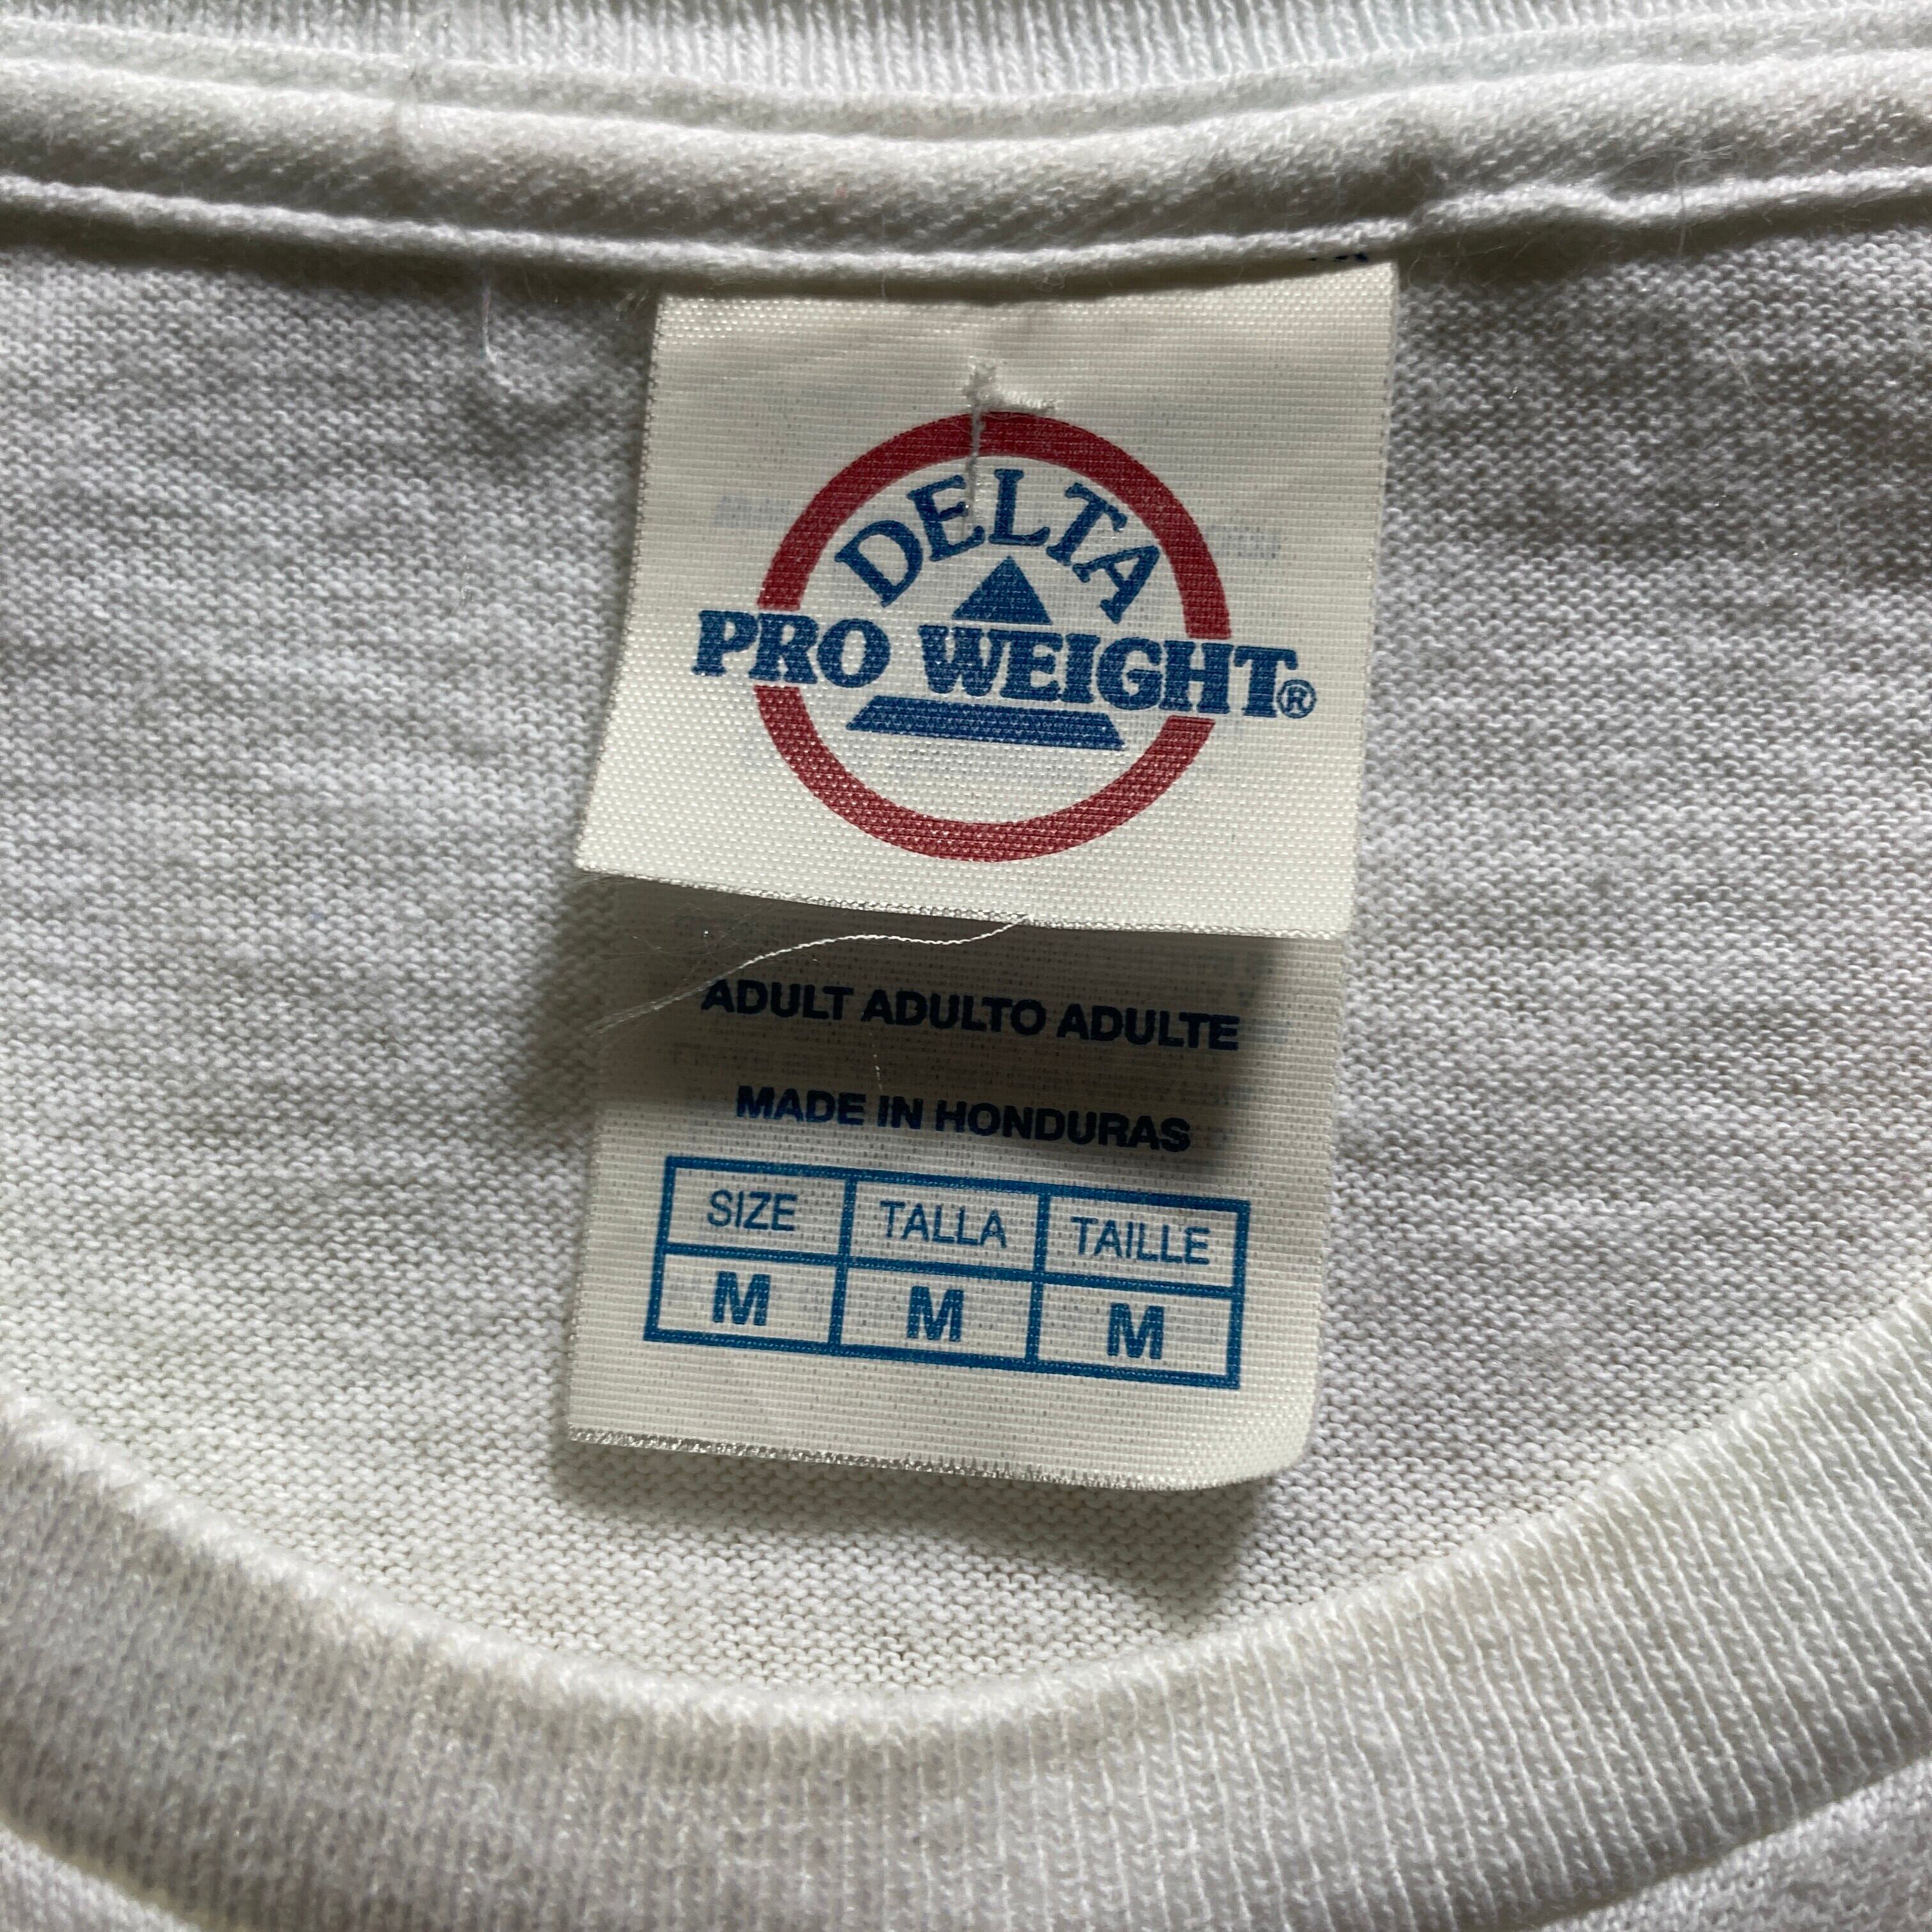 DELTA
PRO WEIGHT®
ADULT ADULTO ADULTE
MADE IN HONDURAS
SIZE TALLA TAILLE
M M M